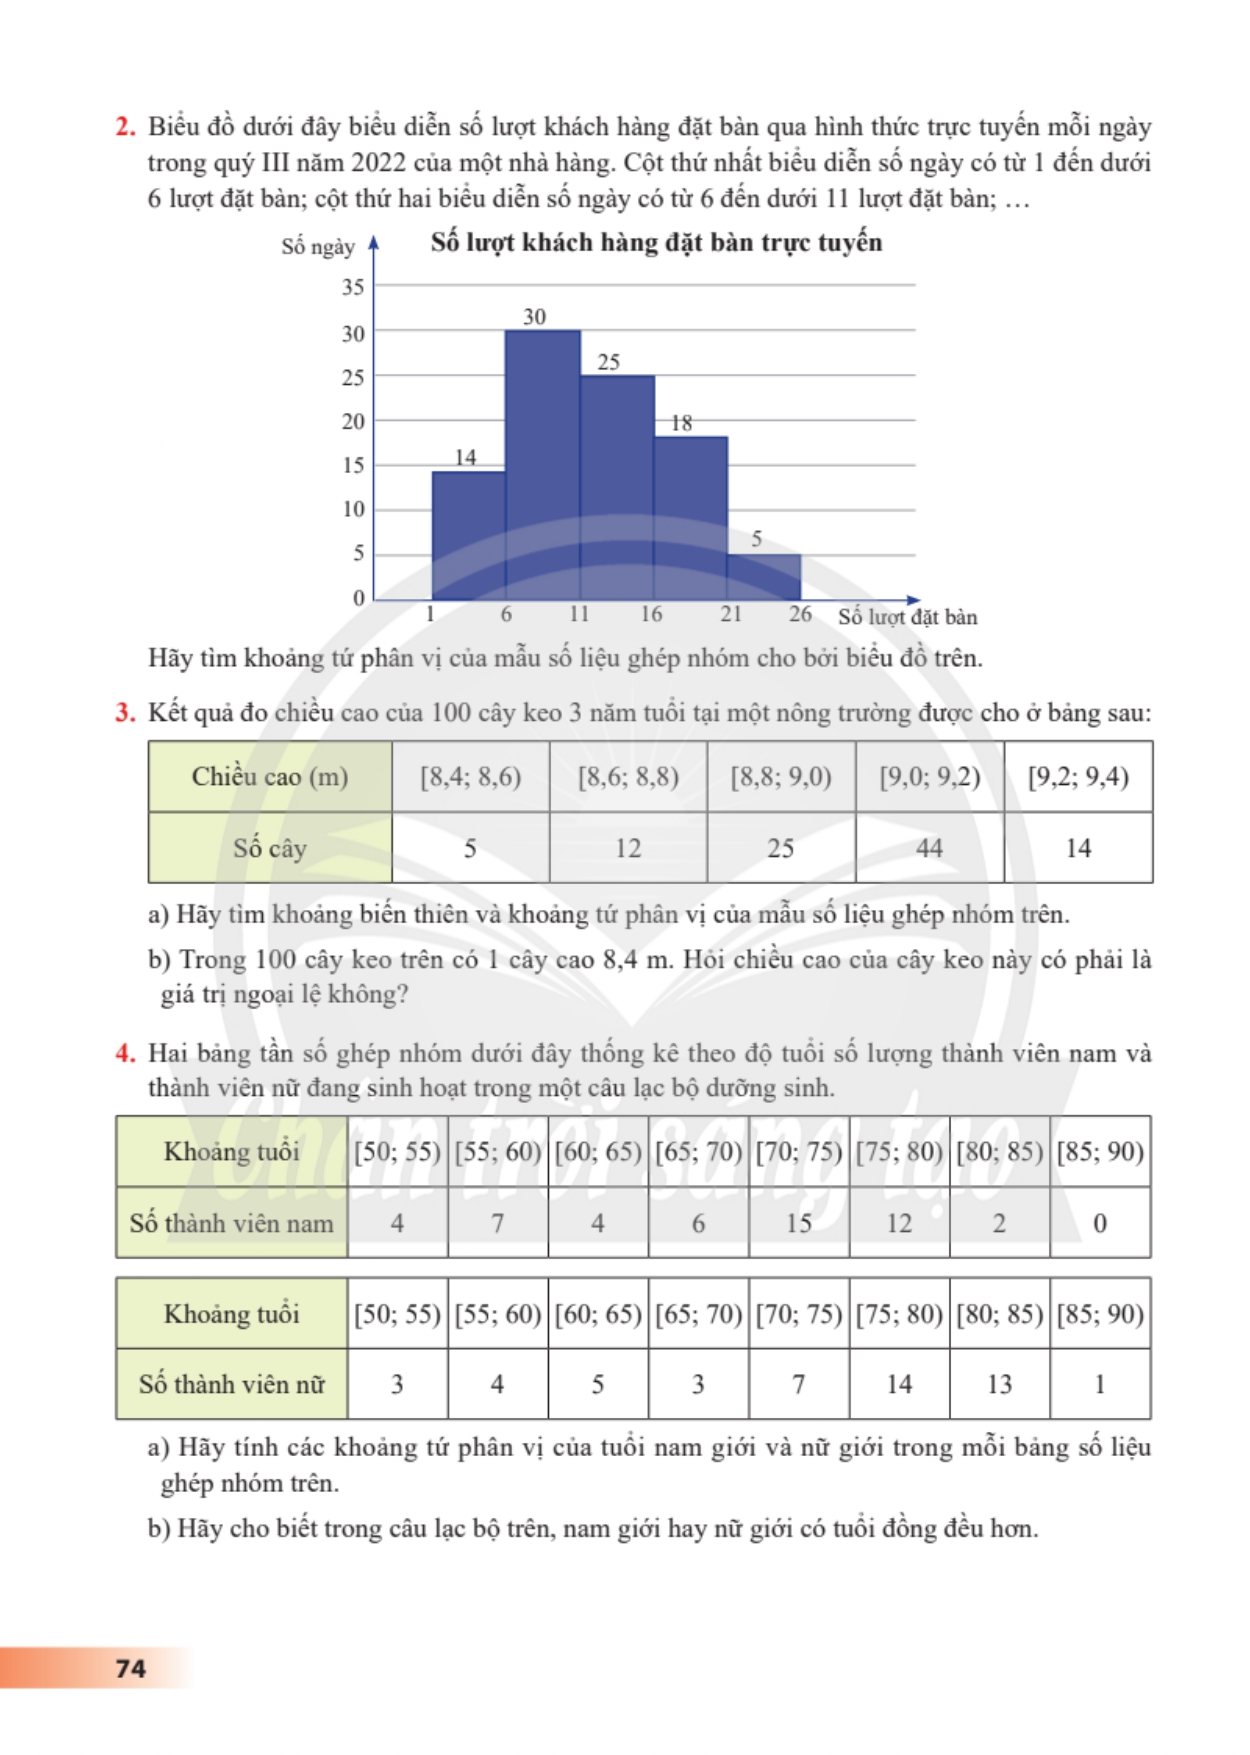 2. Biểu đồ dưới đây biểu diễn số lượt khách hàng đặt bàn qua hình thức trực tuyến mỗi ngày
trong quý III năm 2022 của một nhà hàng. Cột thứ nhất biểu diễn số ngày có từ 1 đến dưới
6 lượt đặt bàn; cột thứ hai biểu diễn số ngày có từ 6 đến dưới 11 lượt đặt bàn; …
Số ngày
Số lượt khách hàng đặt bàn trực tuyến
35
30
25
20
15
10
5
0
14
30
25
18
5
1 6 11 16 21 26 Số lượt đặt bàn
Hãy tìm khoảng tứ phân vị của mẫu số liệu ghép nhóm cho bởi biểu đồ trên.
3. Kết quả đo chiều cao của 100 cây keo 3 năm tuổi tại một nông trường được cho ở bảng sau:
Chiều cao (m) [8,4; 8,6) [8,6; 8,8) [8,8; 9,0) [9,0; 9,2) [9,2; 9,4)
Số cây 5 12 25 44 14
a) Hãy tìm khoảng biến thiên và khoảng tứ phân vị của mẫu số liệu ghép nhóm trên.
b) Trong 100 cây keo trên có 1 cây cao 8,4 m. Hỏi chiều cao của cây keo này có phải là
giá trị ngoại lệ không?
4. Hai bảng tần số ghép nhóm dưới đây thống kê theo độ tuổi số lượng thành viên nam và
thành viên nữ đang sinh hoạt trong một câu lạc bộ dưỡng sinh.
Chân trời sáng tạo
Khoảng tuổi [50; 55) [55; 60) [60; 65) [65; 70) [70; 75) [75; 80) [80; 85) [85; 90)
Số thành viên nam 4 7 4 6 15 12 2 0
Khoảng tuổi [50; 55) [55; 60) [60; 65) [65; 70) [70; 75) [75; 80) [80; 85) [85; 90)
Số thành viên nữ 3 4 5 3 7 14 13 1
a) Hãy tính các khoảng tứ phân vị của tuổi nam giới và nữ giới trong mỗi bảng số liệu
ghép nhóm trên.
b) Hãy cho biết trong câu lạc bộ trên, nam giới hay nữ giới có tuổi đồng đều hơn.
74